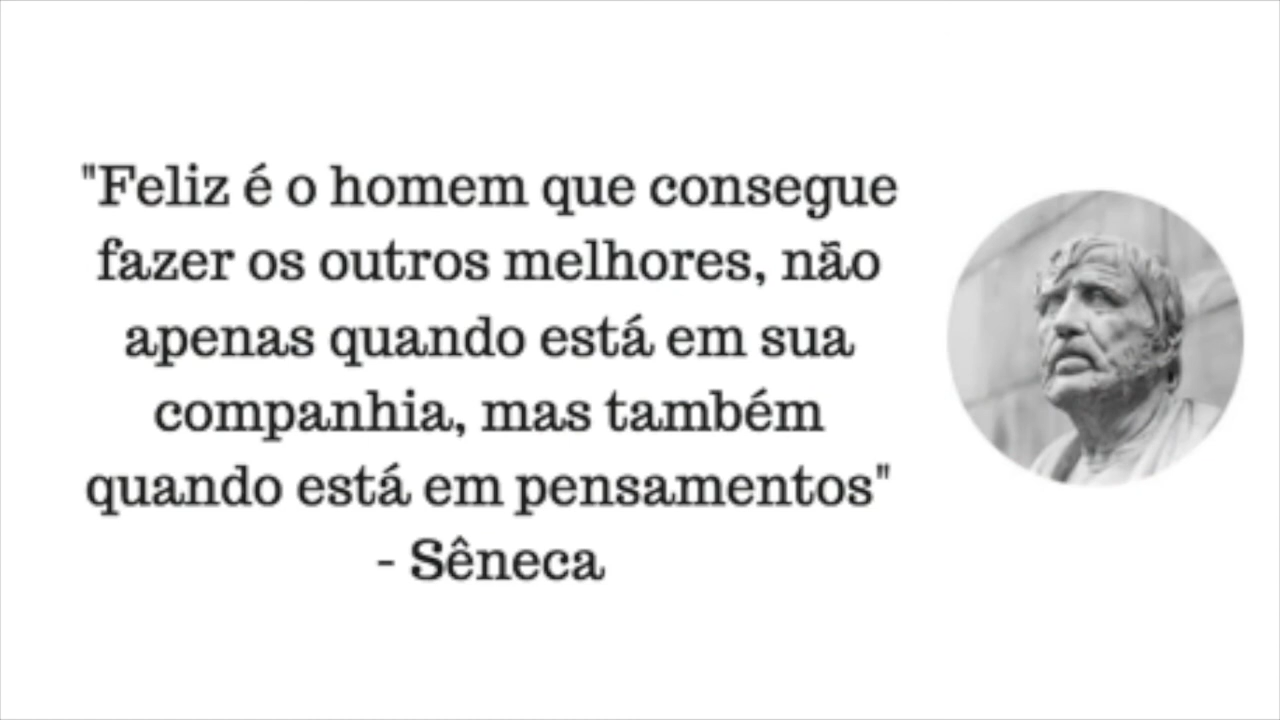 "Feliz é o homem que consegue
fazer os outros melhores, não
apenas quando está em sua
companhia, mas também
quando está em pensamentos"
- Sêneca